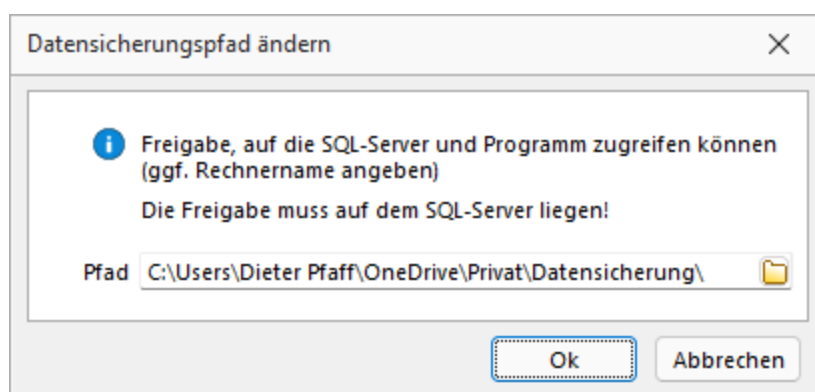 Datensicherungspfad ändern
Freigabe, auf die SQL-Server und Programm zugreifen können
(ggf. Rechnername angeben)
Die Freigabe muss auf dem SQL-Server liegen!
Pfad C:\Users\Dieter Pfaff\OneDrive\Privat\Datensicherung\
Ok Abbrechen